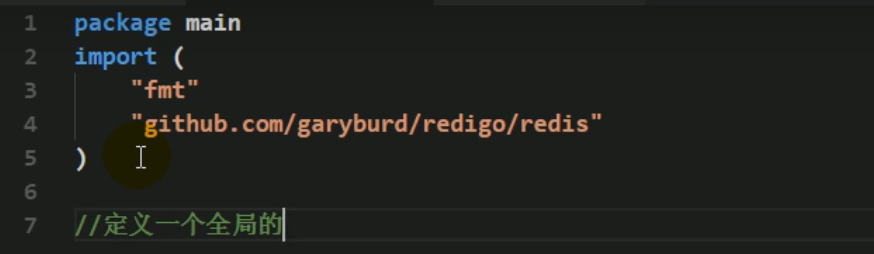 1 package main
2 import (
3 "fmt"
4 "github.com/garyburd/redigo/redis"
5 )
6
7 //定义一个全局的